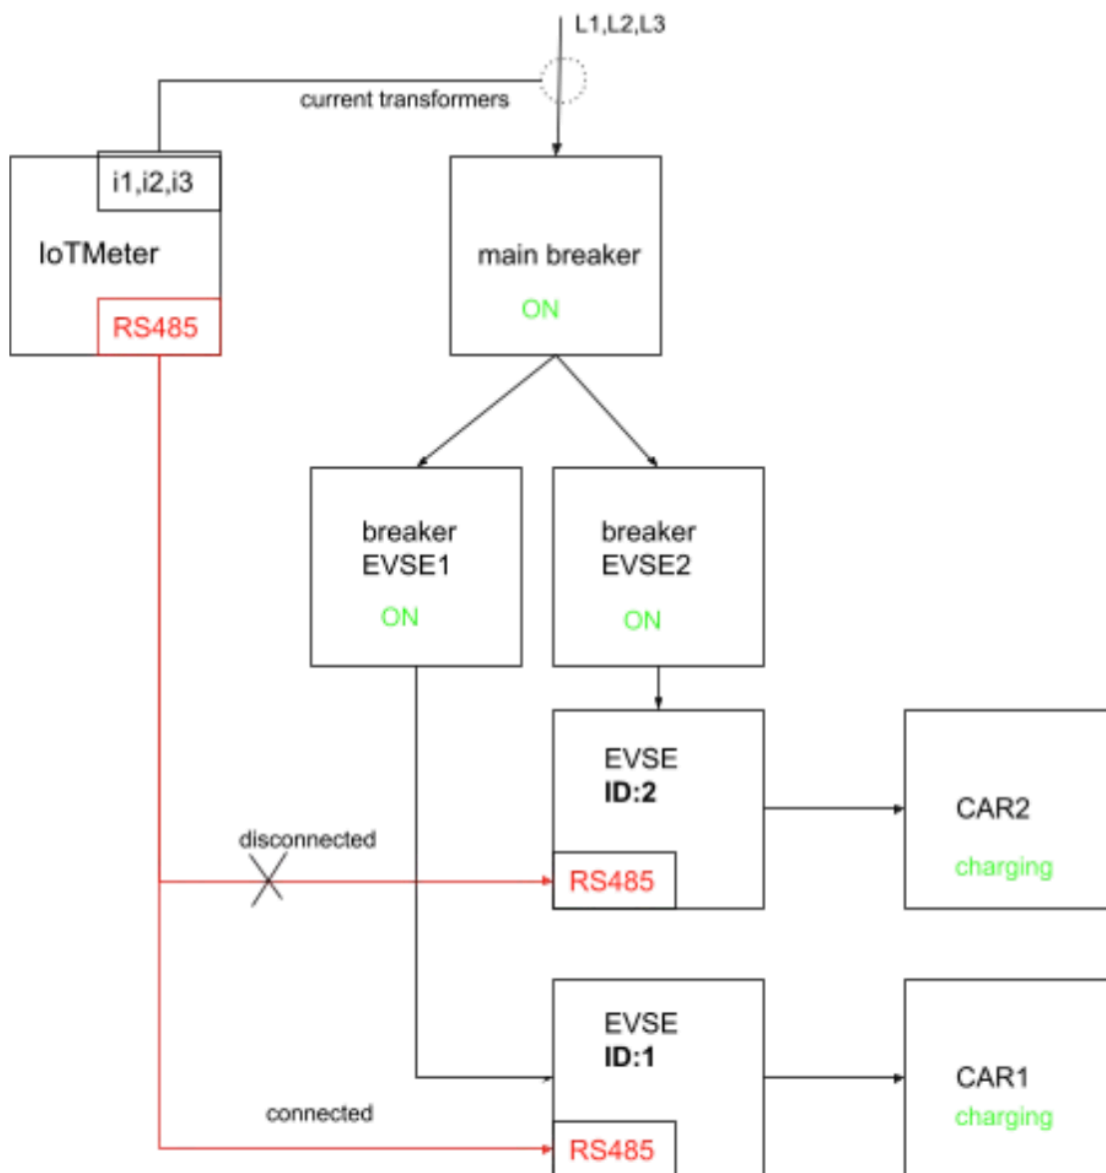 L1,L2,L3
current transformers
i1,i2,i3
IoTMeter
RS485
main breaker
ON
breaker
EVSE1
ON
breaker
EVSE2
ON
EVSE
ID:2
RS485
CAR2
charging
disconnected
EVSE
ID:1
RS485
CAR1
charging
connected